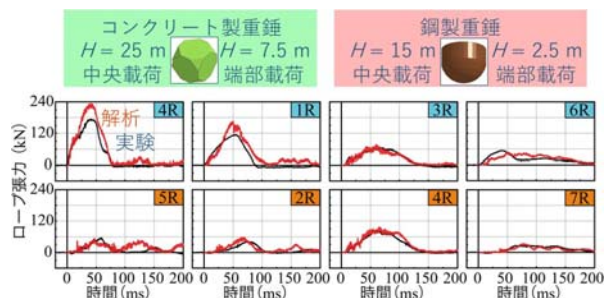 コンクリート製重錘
H = 25 m H = 7.5 m
中央載荷 端部載荷
鋼製重錘
H = 15 m H = 2.5 m
中央載荷 端部載荷
ロープ張力 (kN)
240
120
0
4R
解析
実験
1R
3R
6R
240
120
0
5R
2R
4R
7R
0 50 100 150 200
時間 (ms)
0 50 100 150 200
時間 (ms)
0 50 100 150 200
時間 (ms)
0 50 100 150 200
時間 (ms)